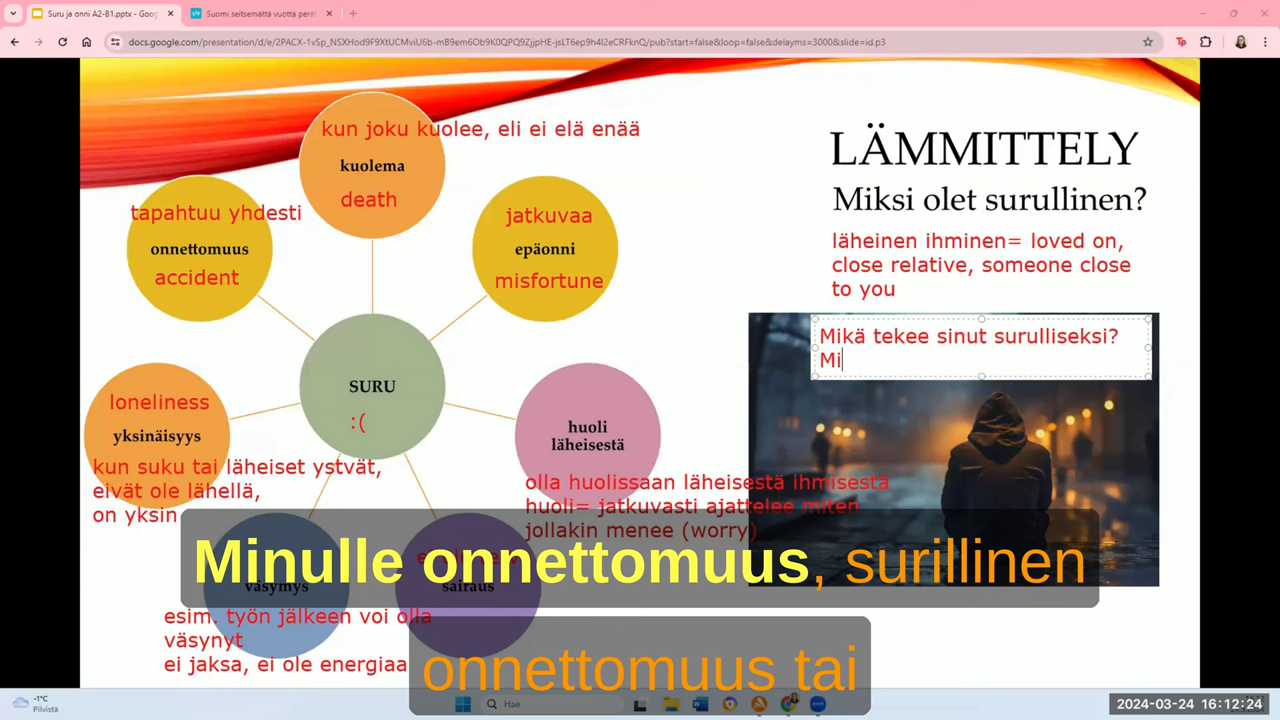 Suru ja onni A2-B1.pptx - Goo
Suomi seitsemättä vuotta perä
docs.google.com/presentation/d/e/2PACX-1vSp_NSXHod9F9XtUCMviU6b-mB9em6Ob9K0QPQ9ZjjpHE-jsLT6ep9h4I2eCRFknQ/pub?start=false&loop=false&delayms=3000&slide=id.p3
LÄMMITTELY
Miksi olet surullinen?
läheinen ihminen= loved on,
close relative, someone close
to you
Mikä tekee sinut surulliseksi?
Mi
kun joku kuolee, eli ei elä enää
kuolema
death
tapahtuu yhdesti
onnettomuus
accident
jatkuvaa
epäonni
misfortune
SURU
:(
loneliness
yksinäisyys
kun suku tai läheiset ystvät,
eivät ole lähellä,
on yksin
huoli
läheisestä
olla huolissaan läheisestä ihmisestä
huoli= jatkuvasti ajattelee miten
jollakin menee (worry)
väsymys
esim. työn jälkeen voi olla
väsynyt
ei jaksa, ei ole energiaa
sairaus
Minulle onnettomuus, surillinen
onnettomuus tai
-1°C
Pilvistä
Hae
2024-03-24 16:12:24